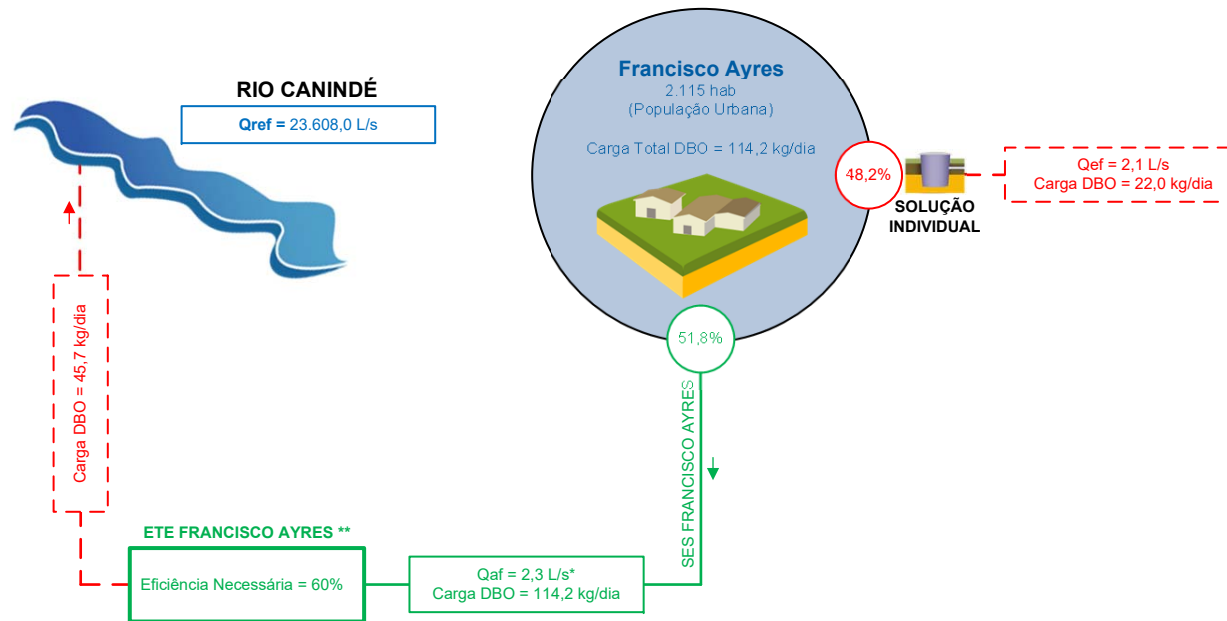 RIO CANINDÉ
Qref = 23.608,0 L/s
Francisco Ayres
2.115 hab
(População Urbana)
Carga Total DBO = 114,2 kg/dia
48,2%
SOLUÇÃO
INDIVIDUAL
Qef = 2,1 L/s
Carga DBO = 22,0 kg/dia
51,8%
SES FRANCISCO AYRES
Carga DBO = 45,7 kg/dia
ETE FRANCISCO AYRES **
Eficiência Necessária = 60%
Qaf = 2,3 L/s*
Carga DBO = 114,2 kg/dia